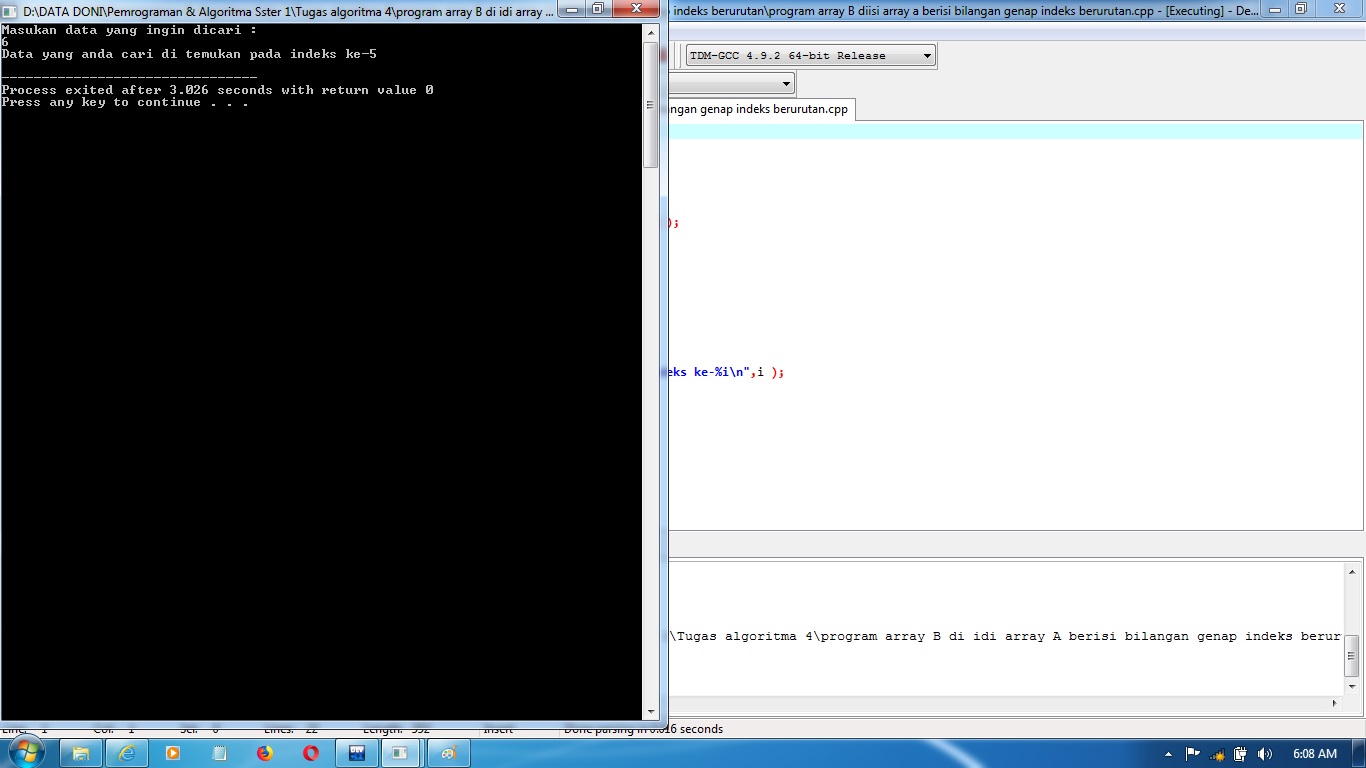 D:\DATA DONI\Pemrograman & Algoritma Sster 1\Tugas algoritma 4\program array B di idi array ...
indeks berurutan\program array B diisi array a berisi bilangan genap indeks berurutan.cpp - [Executing] - De...
Masukan data yang ingin dicari :
6
Data yang anda cari di temukan pada indeks ke-5
--------------------------------
Process exited after 3.026 seconds with return value 0
Press any key to continue . . .
TDM-GCC 4.9.2 64-bit Release
ngan genap indeks berurutan.cpp
);
eks ke-%i\n",i );
\Tugas algoritma 4\program array B di idi array A berisi bilangan genap indeks berur
Done parsing in 0.016 seconds
6:08 AM